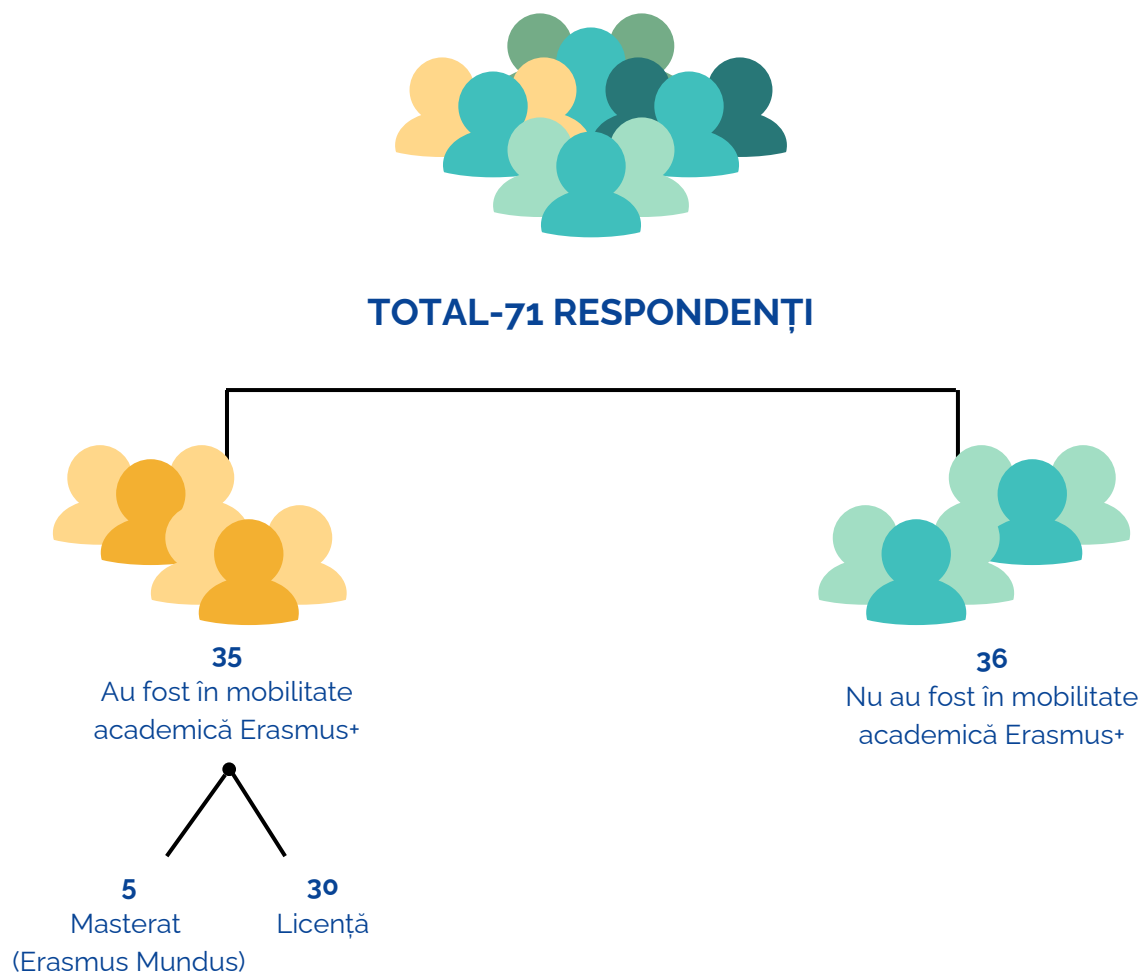 TOTAL-71 RESPONDENȚI
35
Au fost în mobilitate
academică Erasmus+
36
Nu au fost în mobilitate
academică Erasmus+
5
Masterat
(Erasmus Mundus)
30
Licență